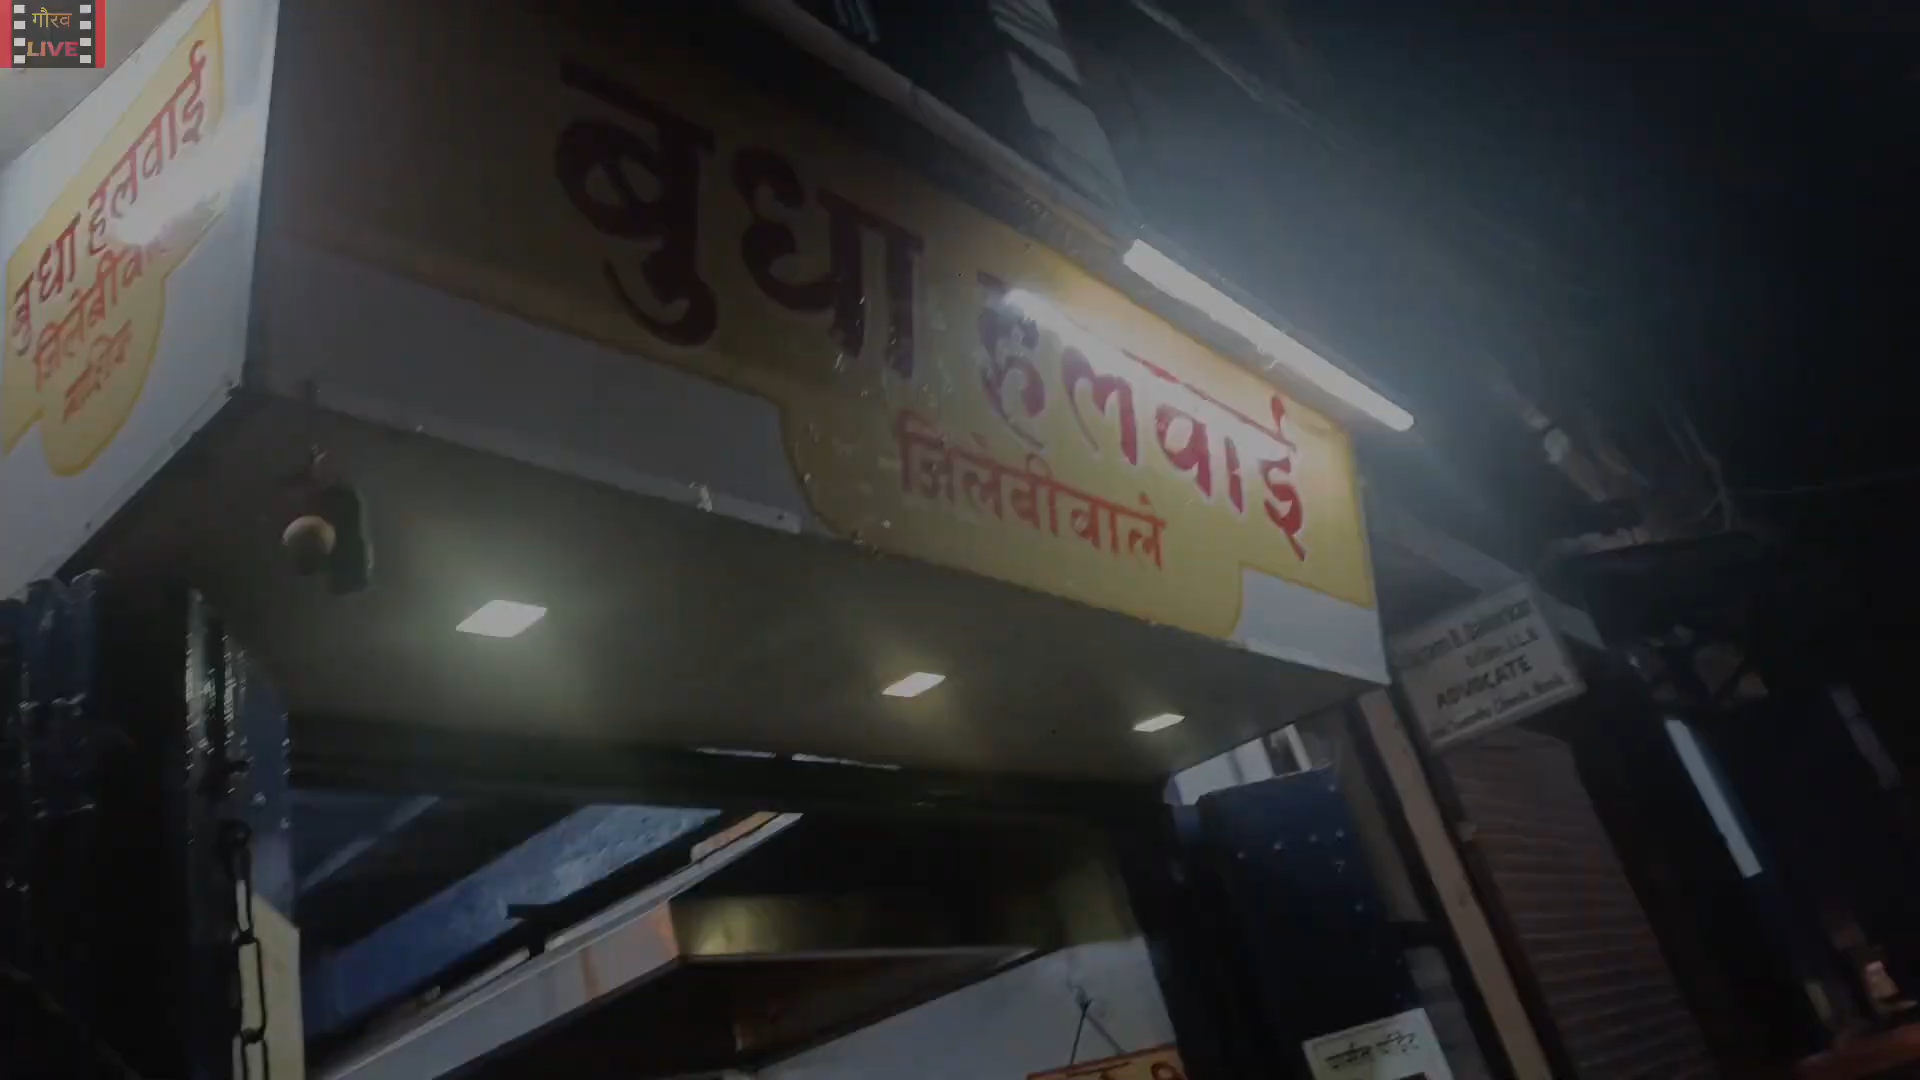 गौरव
LIVE
बुधा हलवाई
जिलेबीवाले
नाशिक
बुधा हलवाई
जिलेबीवाले
ADVOCATE